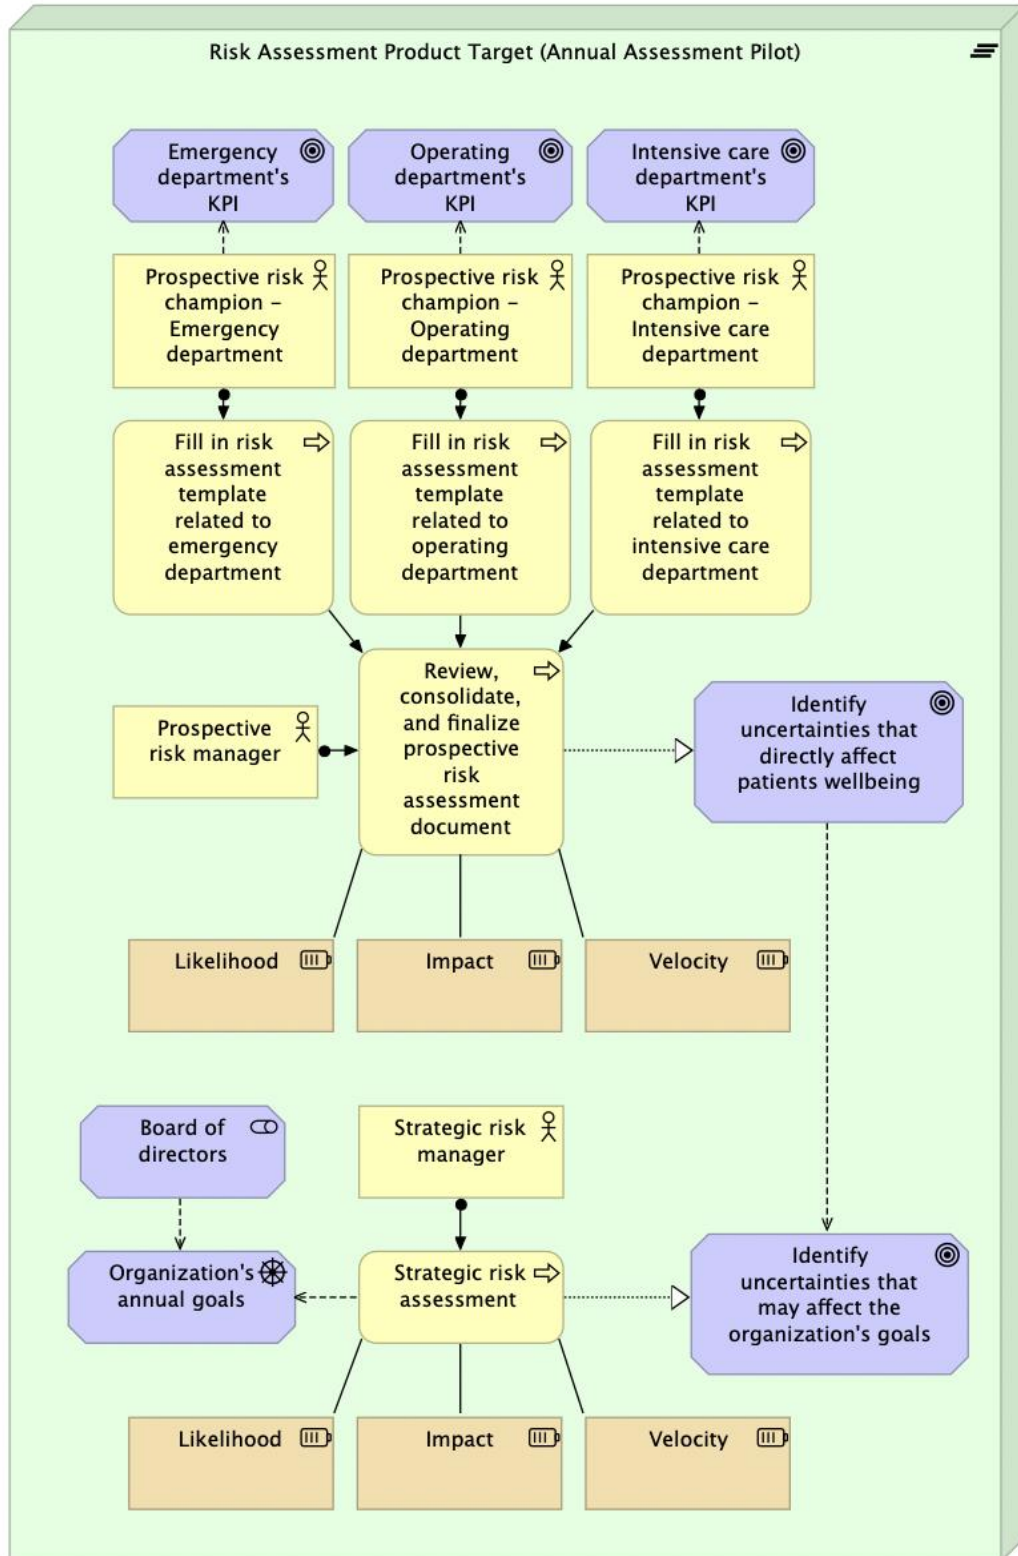 Risk Assessment Product Target (Annual Assessment Pilot)
Emergency
department's
KPI
Operating
department's
KPI
Intensive care
department's
KPI
Prospective risk
champion –
Emergency
department
Prospective risk
champion –
Operating
department
Prospective risk
champion –
Intensive care
department
Fill in risk
assessment
template
related to
emergency
department
Fill in risk
assessment
template
related to
operating
department
Fill in risk
assessment
template
related to
intensive care
department
Prospective
risk manager
Review,
consolidate,
and finalize
prospective
risk
assessment
document
Identify
uncertainties that
directly affect
patients wellbeing
Likelihood
Impact
Velocity
Board of
directors
Strategic risk
manager
Organization's
annual goals
Strategic risk
assessment
Identify
uncertainties that
may affect the
organization's goals
Likelihood
Impact
Velocity